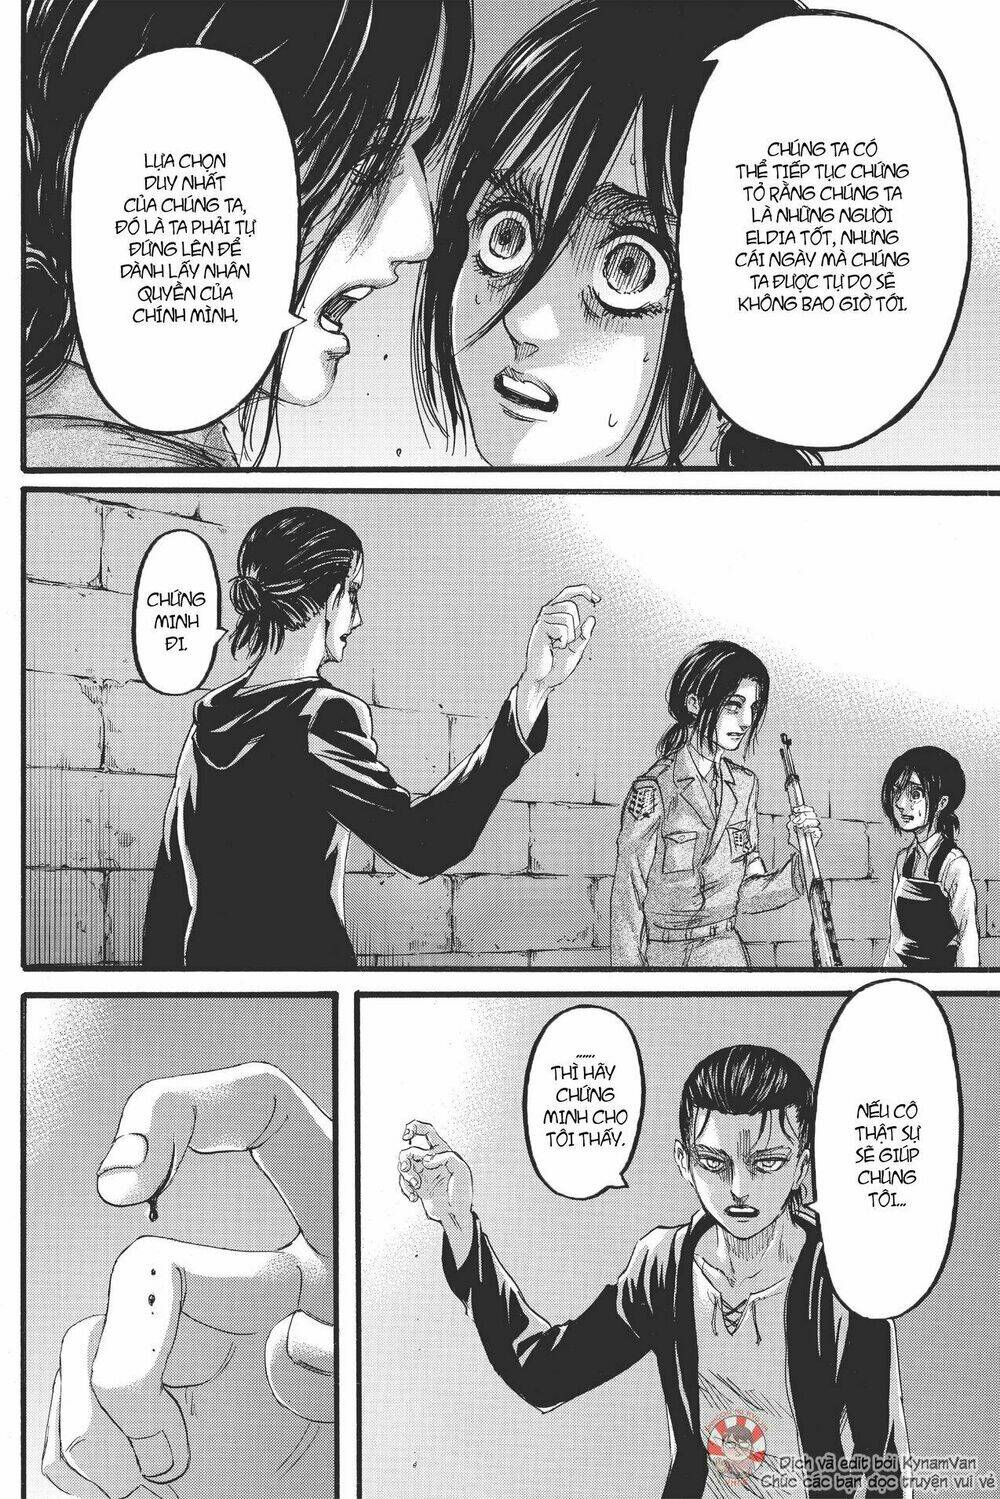 CHÚNG TA CÓ
THỂ TIẾP TỤC CHỨNG
TỎ RẰNG CHÚNG TA
LÀ NHỮNG NGƯỜI
ELDIA TỐT, NHƯNG
CÁI NGÀY MÀ CHÚNG
TA ĐƯỢC TỰ DO SẼ
KHÔNG BAO GIỜ TỚI.
LỰA CHỌN
DUY NHẤT
CỦA CHÚNG TA,
ĐÓ LÀ TA PHẢI TỰ
ĐỨNG LÊN ĐỂ
DÀNH LẤY NHÂN
QUYỀN CỦA
CHÍNH MÌNH.
CHỨNG
MINH
ĐI.
NẾU CÔ
THẬT SỰ
SẼ GIÚP
CHÚNG
TÔI...
......
THÌ HÃY
CHỨNG
MINH CHO
TÔI THẤY.
Dịch và edit bởi KynamVan
Chúc các bạn đọc truyện vui vẻ